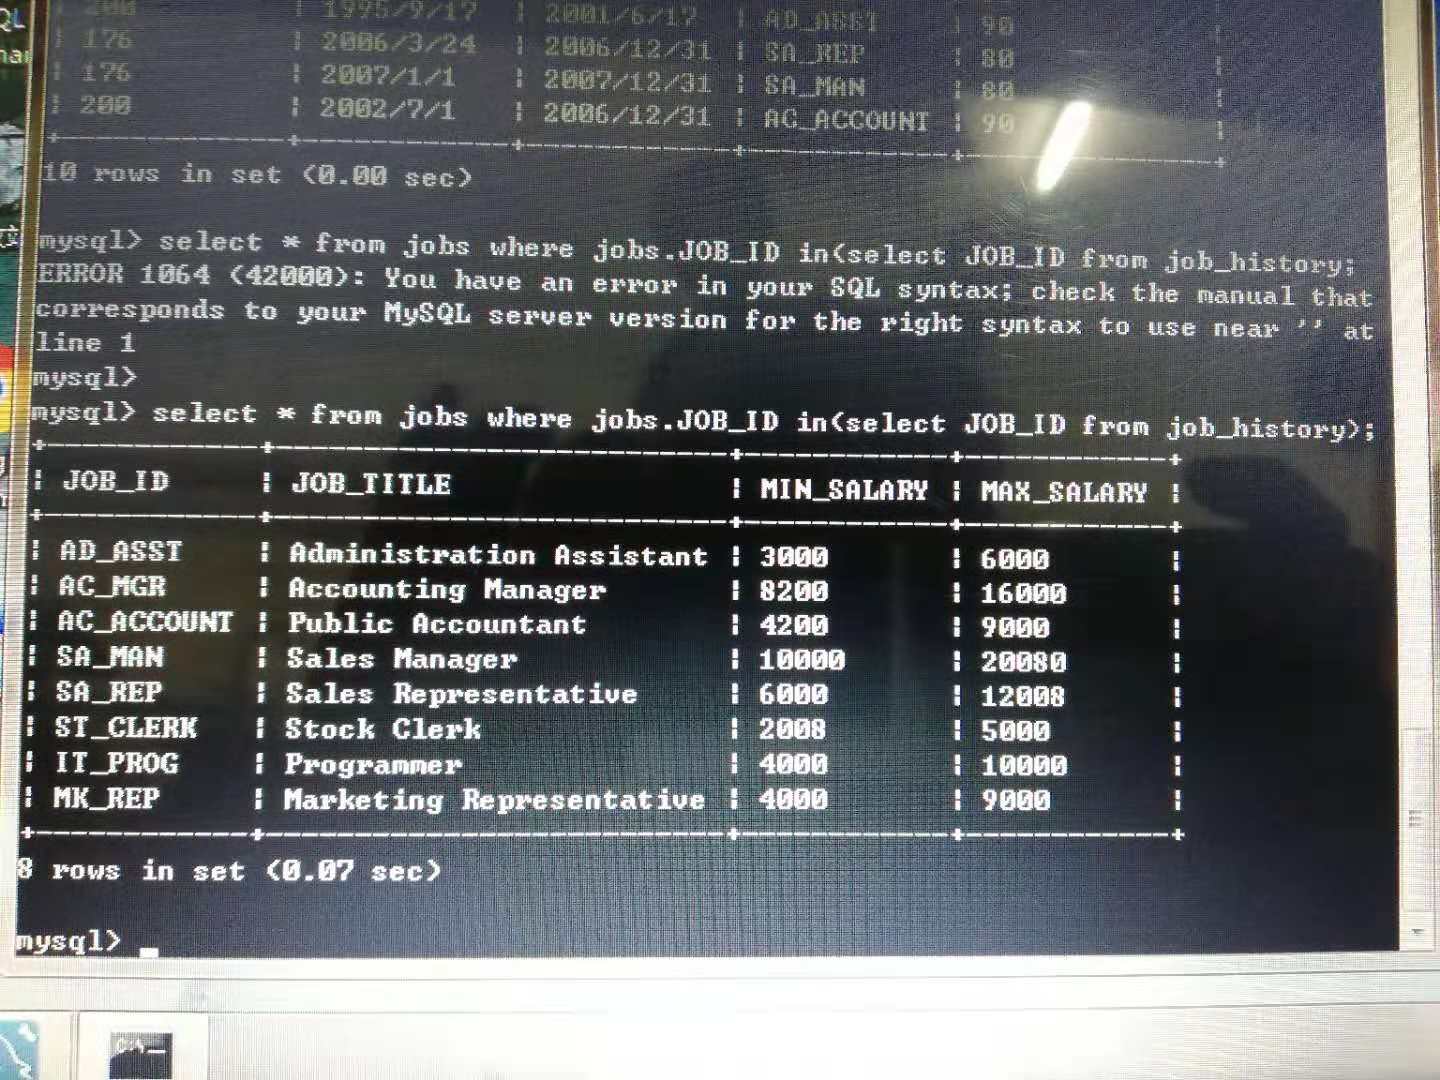 200 | 1995/9/17 | 2001/6/17 | AD_ASST | 90
| 176 | 2006/3/24 | 2006/12/31 | SA_REP | 80 |
| 176 | 2007/1/1 | 2007/12/31 | SA_MAN | 80 |
| 200 | 2002/7/1 | 2006/12/31 | AC_ACCOUNT | 90 |
10 rows in set (0.00 sec)
mysql> select * from jobs where jobs.JOB_ID in(select JOB_ID from job_history;
ERROR 1064 (42000): You have an error in your SQL syntax; check the manual that
corresponds to your MySQL server version for the right syntax to use near '' at
line 1
mysql>
mysql> select * from jobs where jobs.JOB_ID in(select JOB_ID from job_history);
| JOB_ID | JOB_TITLE | MIN_SALARY | MAX_SALARY |
| AD_ASST | Administration Assistant | 3000 | 6000 |
| AC_MGR | Accounting Manager | 8200 | 16000 |
| AC_ACCOUNT | Public Accountant | 4200 | 9000 |
| SA_MAN | Sales Manager | 10000 | 20080 |
| SA_REP | Sales Representative | 6000 | 12008 |
| ST_CLERK | Stock Clerk | 2008 | 5000 |
| IT_PROG | Programmer | 4000 | 10000 |
| MK_REP | Marketing Representative | 4000 | 9000 |
8 rows in set (0.07 sec)
mysql> _